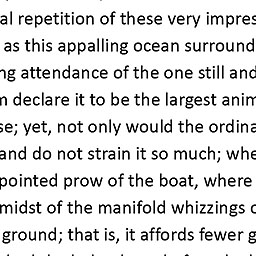 al repetition of these very impres
as this appalling ocean surround
ng attendance of the one still and
declare it to be the largest anim
se; yet, not only would the ordina
and do not strain it so much; whe
pointed prow of the boat, where
midst of the manifold whizzings
ground; that is, it affords fewer g